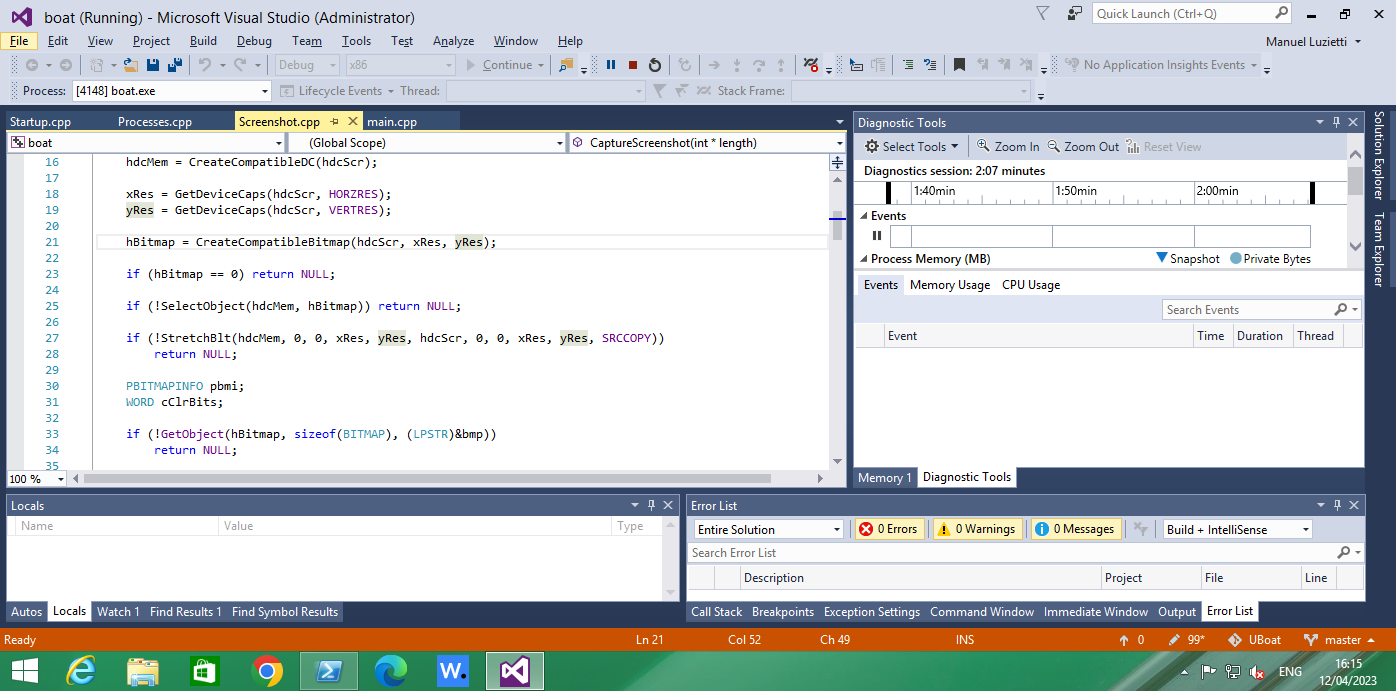 boat (Running) - Microsoft Visual Studio (Administrator)
Quick Launch (Ctrl+Q)
File Edit View Project Build Debug Team Tools Test Analyze Window Help
Manuel Luzietti
Debug x86 Continue No Application Insights Events
Process: [4148] boat.exe Lifecycle Events Thread: Stack Frame:
Startup.cpp Processes.cpp Screenshot.cpp main.cpp
boat (Global Scope) CaptureScreenshot(int * length)
16 hdcMem = CreateCompatibleDC(hdcScr);
17
18 xRes = GetDeviceCaps(hdcScr, HORZRES);
19 yRes = GetDeviceCaps(hdcScr, VERTRES);
20
21 hBitmap = CreateCompatibleBitmap(hdcScr, xRes, yRes);
22
23 if (hBitmap == 0) return NULL;
24
25 if (!SelectObject(hdcMem, hBitmap)) return NULL;
26
27 if (!StretchBlt(hdcMem, 0, 0, xRes, yRes, hdcScr, 0, 0, xRes, yRes, SRCCOPY))
28 return NULL;
29
30 PBITMAPINFO pbmi;
31 WORD cClrBits;
32
33 if (!GetObject(hBitmap, sizeof(BITMAP), (LPSTR)&bmp))
34 return NULL;
35
100 %
Diagnostic Tools
Select Tools Zoom In Zoom Out Reset View
Diagnostics session: 2:07 minutes
1:40min 1:50min 2:00min
Events
Process Memory (MB) Snapshot Private Bytes
Events Memory Usage CPU Usage
Search Events
Event Time Duration Thread
Memory 1 Diagnostic Tools
Solution Explorer
Team Explorer
Locals
Name Value Type
Autos Locals Watch 1 Find Results 1 Find Symbol Results
Error List
Entire Solution 0 Errors 0 Warnings 0 Messages Build + IntelliSense
Search Error List
Description Project File Line
Call Stack Breakpoints Exception Settings Command Window Immediate Window Output Error List
Ready Ln 21 Col 52 Ch 49 INS 0 99* UBoat master
W.
ENG
16:15
12/04/2023